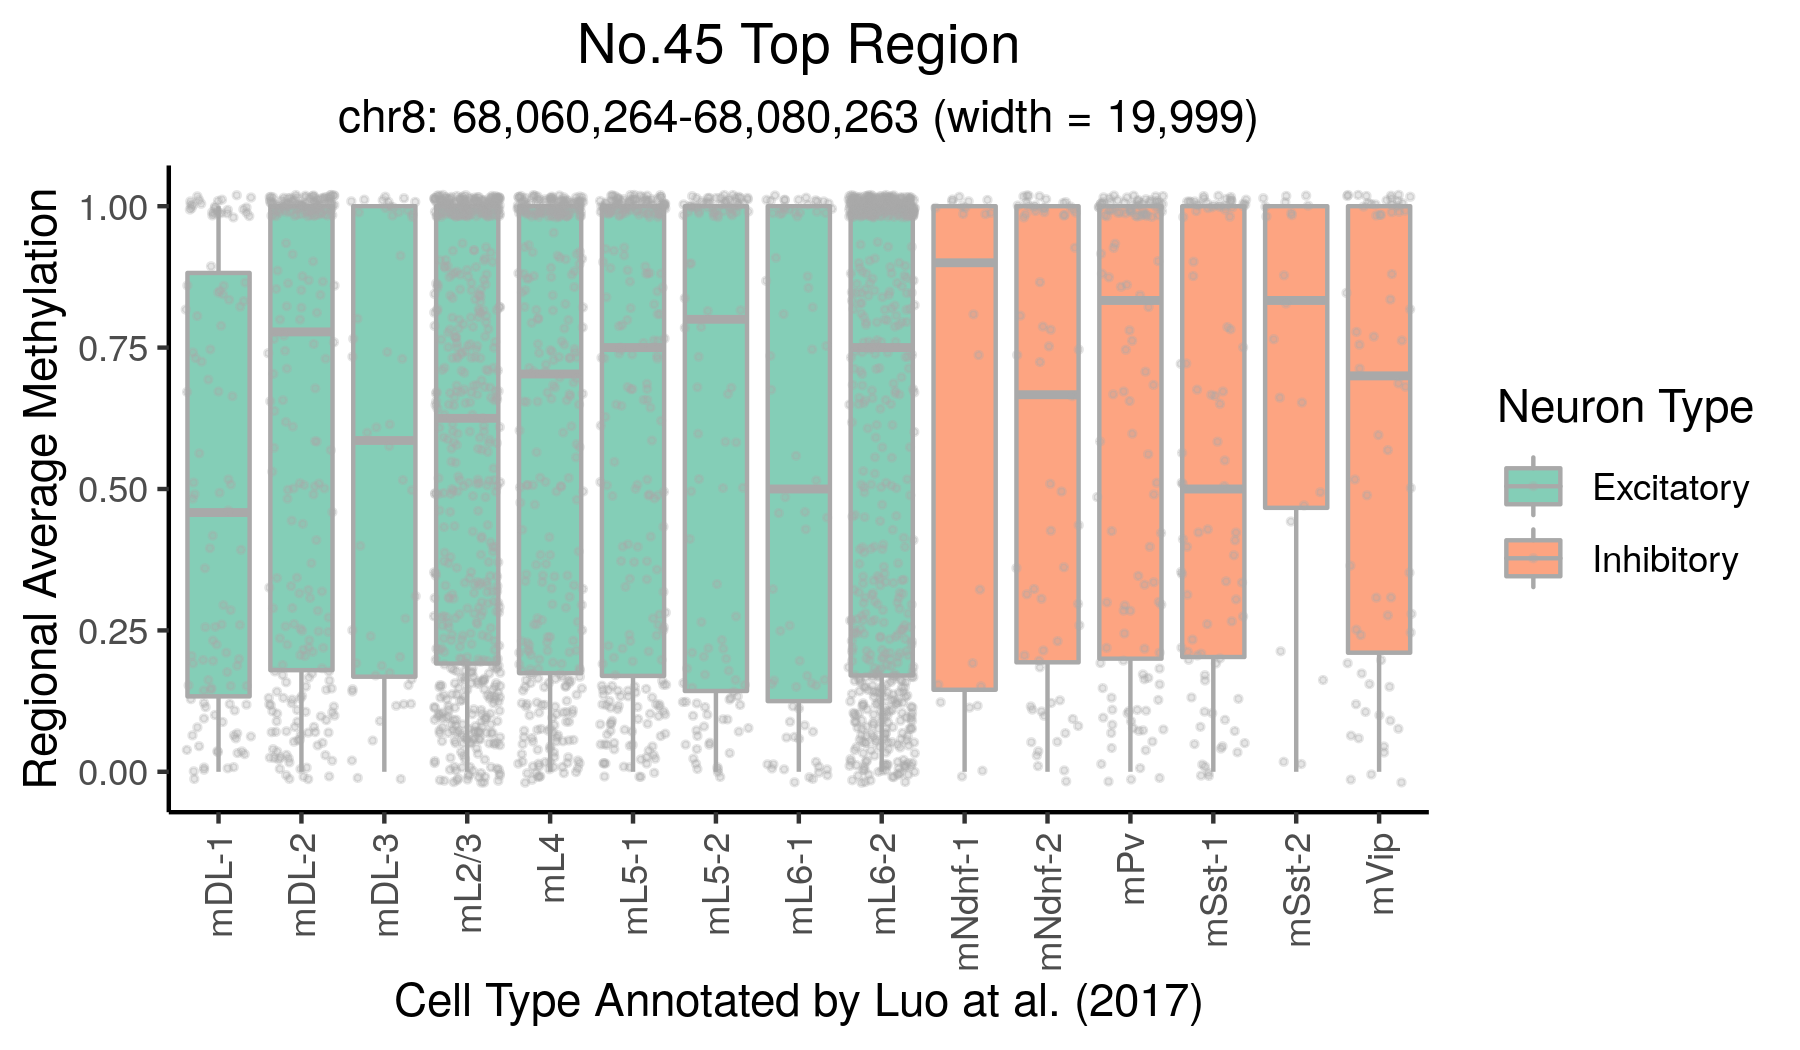 No.45 Top Region
chr8: 68,060,264-68,080,263 (width = 19,999)
Regional Average Methylation
1.00
0.75
0.50
0.25
0.00
mDL-1
mDL-2
mDL-3
mL2/3
mL4
mL5-1
mL5-2
mL6-1
mL6-2
mNdnf-1
mNdnf-2
mPv
mSst-1
mSst-2
mVip
Cell Type Annotated by Luo at al. (2017)
Neuron Type
Excitatory
Inhibitory